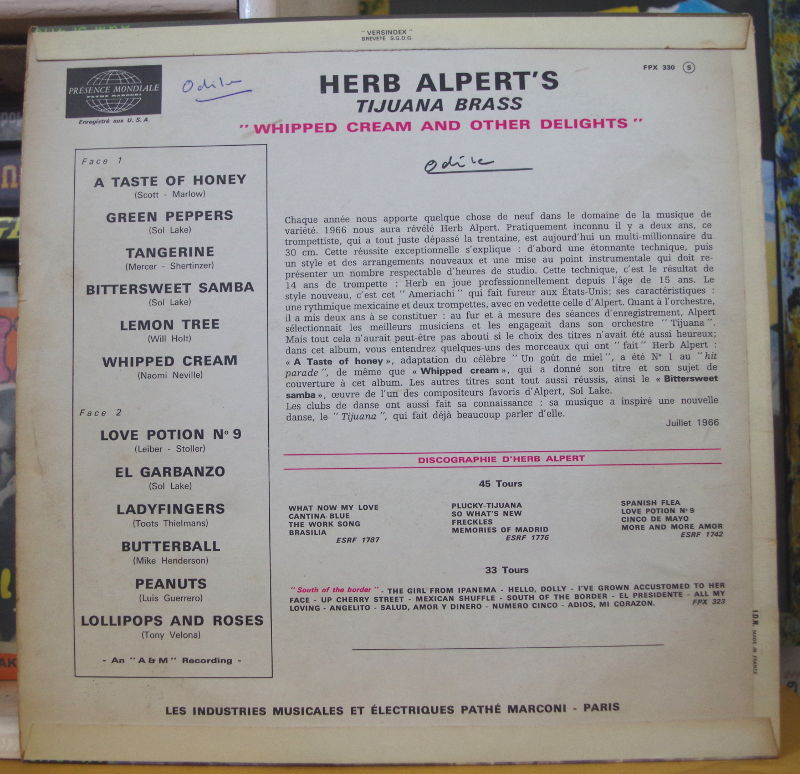 " VERSINDEX "
BREVETÉ S.G.D.G.
PRÉSENCE MONDIALE
PATHÉ MARCONI
Enregistré aux U.S.A.
Odile
HERB ALPERT'S
TIJUANA BRASS
" WHIPPED CREAM AND OTHER DELIGHTS "
FPX 330 S
Odile
Face 1
A TASTE OF HONEY
(Scott - Marlow)
GREEN PEPPERS
(Sol Lake)
TANGERINE
(Mercer - Shertinzer)
BITTERSWEET SAMBA
(Sol Lake)
LEMON TREE
(Will Holt)
WHIPPED CREAM
(Naomi Neville)
Face 2
LOVE POTION Nº 9
(Leiber - Stoller)
EL GARBANZO
(Sol Lake)
LADYFINGERS
(Toots Thielmans)
BUTTERBALL
(Mike Henderson)
PEANUTS
(Luis Guerrero)
LOLLIPOPS AND ROSES
(Tony Velona)
- An " A & M " Recording -
Chaque année nous apporte quelque chose de neuf dans le domaine de la musique de
variété. 1966 nous aura révélé Herb Alpert. Pratiquement inconnu il y a deux ans, ce
trompettiste, qui a tout juste dépassé la trentaine, est aujourd'hui un multi-millionnaire du
30 cm. Cette réussite exceptionnelle s'explique : d'abord une étonnante technique, puis
un style et des arrangements nouveaux et une mise au point instrumentale qui doit re-
présenter un nombre respectable d'heures de studio. Cette technique, c'est le résultat de
14 ans de trompette : Herb en joue professionnellement depuis l'âge de 15 ans. Le
style nouveau, c'est cet " Ameriachi " qui fait fureur aux États-Unis; ses caractéristiques :
une rythmique mexicaine et deux trompettes, avec en vedette celle d'Alpert. Quant à l'orchestre,
il a mis deux ans à se constituer : au fur et à mesure des séances d'enregistrement, Alpert
sélectionnait les meilleurs musiciens et les engageait dans son orchestre " Tijuana ".
Mais tout cela n'aurait peut-être pas abouti si le choix des titres n'avait été aussi heureux;
dans cet album, vous entendrez quelques-uns des morceaux qui ont " fait " Herb Alpert :
« A Taste of honey », adaptation du célèbre " Un goût de miel ", a été Nº 1 au " hit
parade ", de même que « Whipped cream », qui a donné son titre et son sujet de
couverture à cet album. Les autres titres sont tout aussi réussis, ainsi le « Bittersweet
samba », œuvre de l'un des compositeurs favoris d'Alpert, Sol Lake.
Les clubs de danse ont aussi fait sa connaissance : sa musique a inspiré une nouvelle
danse, le " Tijuana ", qui fait déjà beaucoup parler d'elle.
Juillet 1966
DISCOGRAPHIE D'HERB ALPERT
45 Tours
WHAT NOW MY LOVE
CANTINA BLUE
THE WORK SONG
BRASILIA
ESRF 1787
PLUCKY-TIJUANA
SO WHAT'S NEW
FRECKLES
MEMORIES OF MADRID
ESRF 1776
SPANISH FLEA
LOVE POTION Nº 9
CINCO DE MAYO
MORE AND MORE AMOR
ESRF 1742
33 Tours
" South of the border " - THE GIRL FROM IPANEMA - HELLO, DOLLY - I'VE GROWN ACCUSTOMED TO HER
FACE - UP CHERRY STREET - MEXICAN SHUFFLE - SOUTH OF THE BORDER - EL PRESIDENTE - ALL MY
LOVING - ANGELITO - SALUD, AMOR Y DINERO - NUMERO CINCO - ADIOS, MI CORAZON. FPX 323
I.D.N. MADE IN FRANCE
LES INDUSTRIES MUSICALES ET ÉLECTRIQUES PATHÉ MARCONI - PARIS